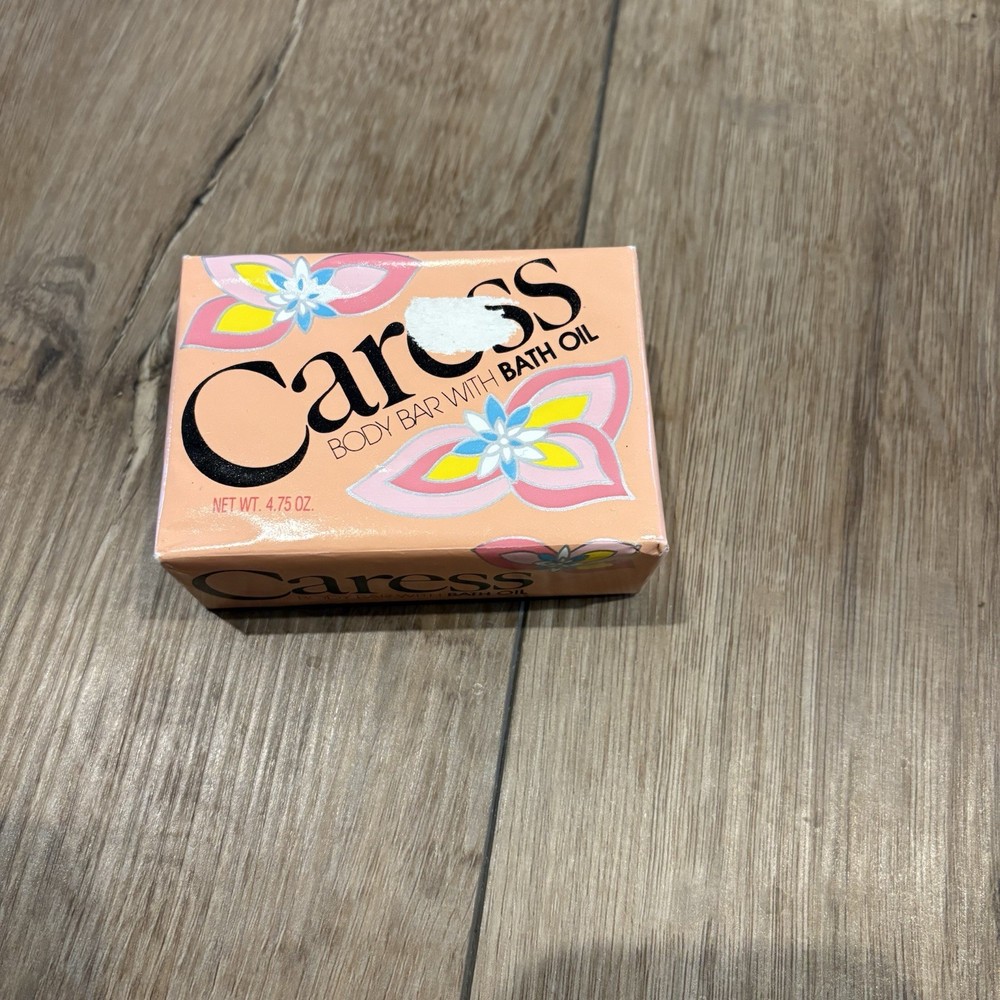 Caress
BODY BAR WITH BATH OIL
NET WT. 4.75 OZ.
Caress
BATH OIL